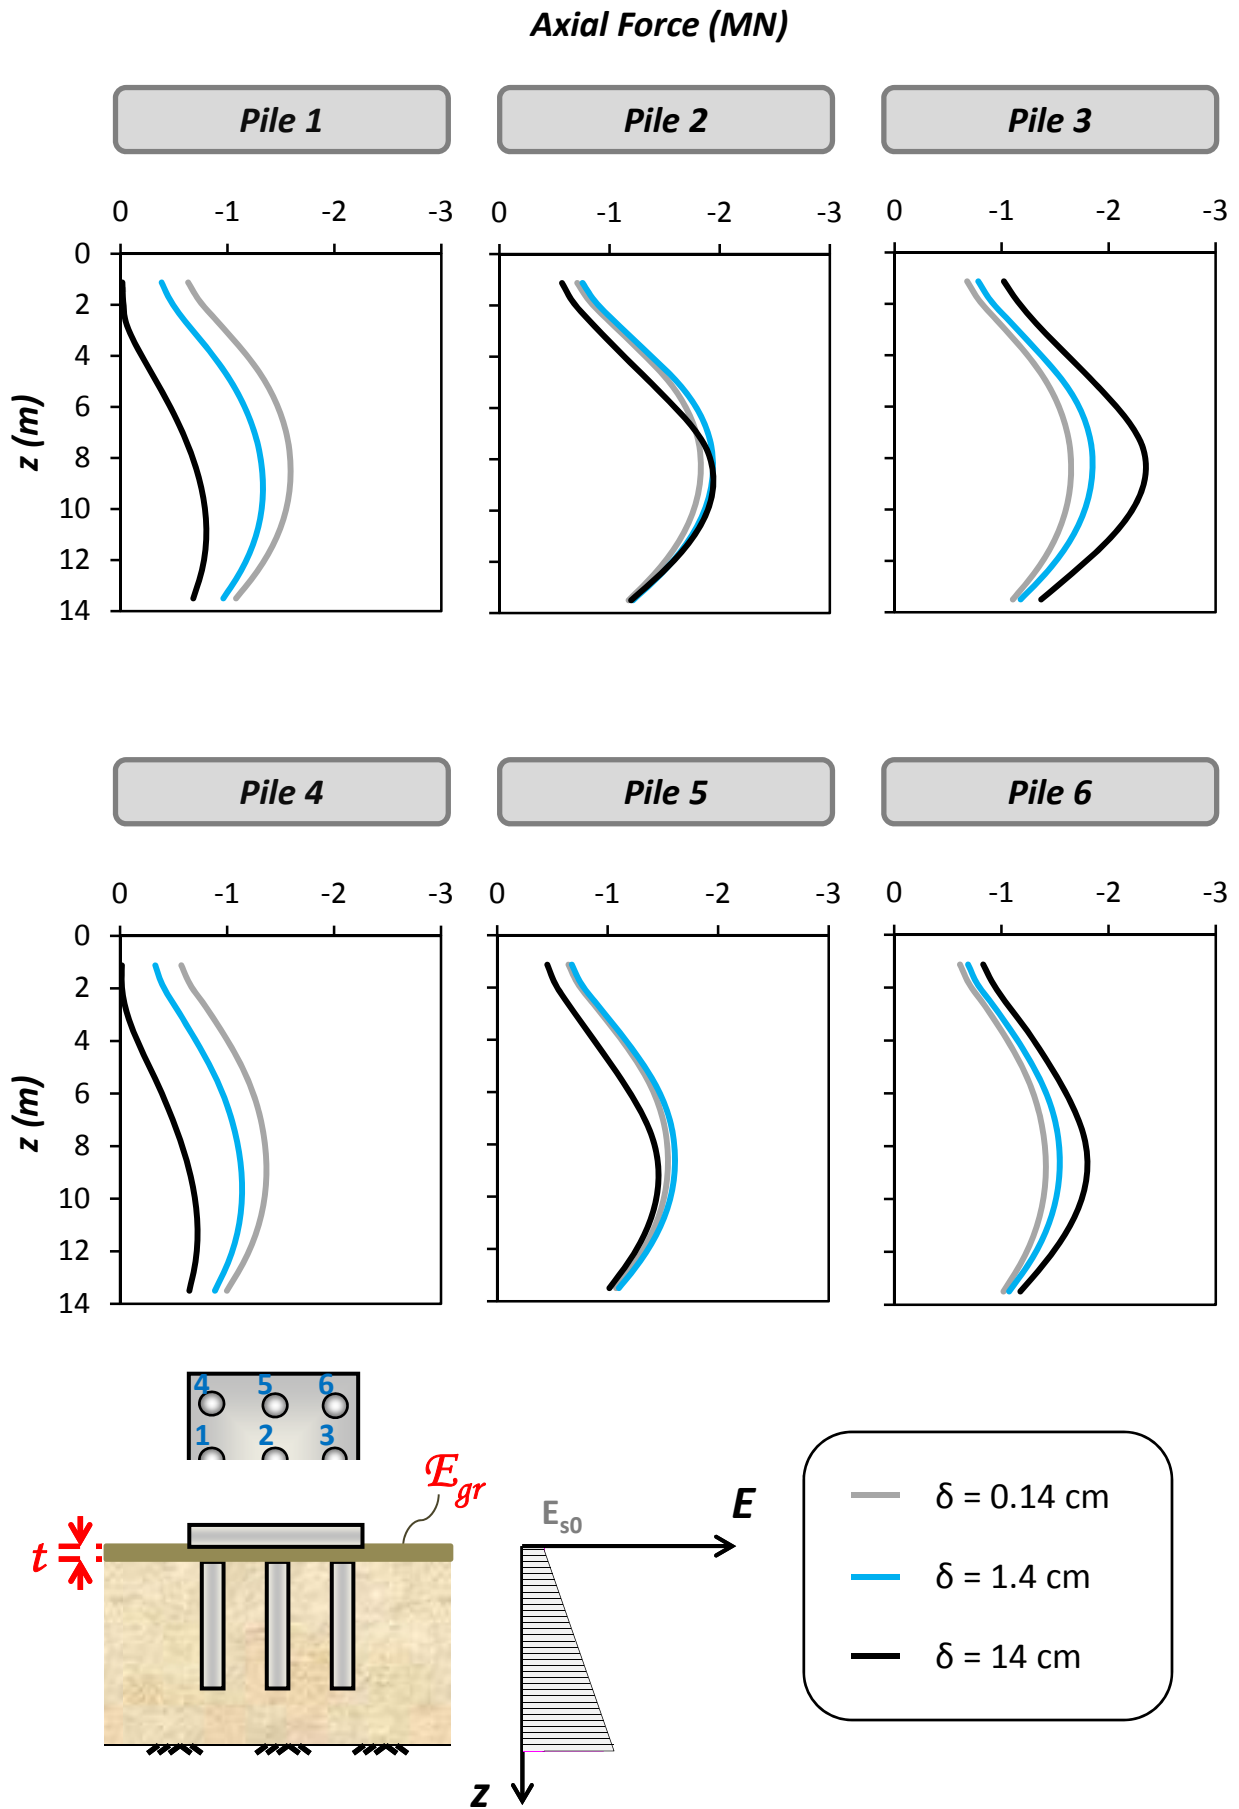 Axial Force (MN)
Pile 1
Pile 2
Pile 3
0 -1 -2 -3
0 -1 -2 -3
0 -1 -2 -3
0
2
4
6
8
10
12
14
z (m)
Pile 4
Pile 5
Pile 6
0 -1 -2 -3
0 -1 -2 -3
0 -1 -2 -3
0
2
4
6
8
10
12
14
z (m)
4 5 6
1 2 3
E_gr
t
E_s0
E
z
δ = 0.14 cm
δ = 1.4 cm
δ = 14 cm